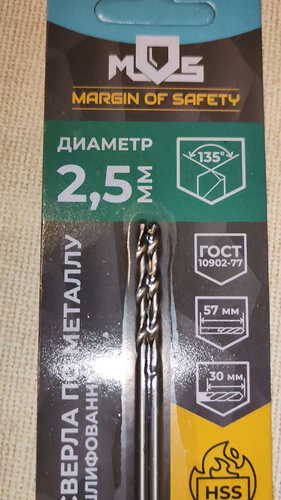 MOS
MARGIN OF SAFETY
ДИАМЕТР
2,5 ММ
135°
ГОСТ
10902-77
57 мм
30 мм
СВЕРЛА ПО МЕТАЛЛУ
HSS